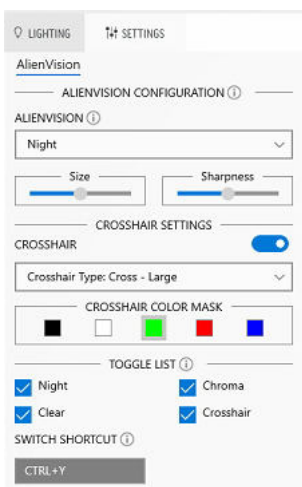 LIGHTING SETTINGS
AlienVision
ALIENVISION CONFIGURATION
ALIENVISION
Night
Size Sharpness
CROSSHAIR SETTINGS
CROSSHAIR
Crosshair Type: Cross - Large
CROSSHAIR COLOR MASK
TOGGLE LIST
Night Chroma
Clear Crosshair
SWITCH SHORTCUT
CTRL+Y